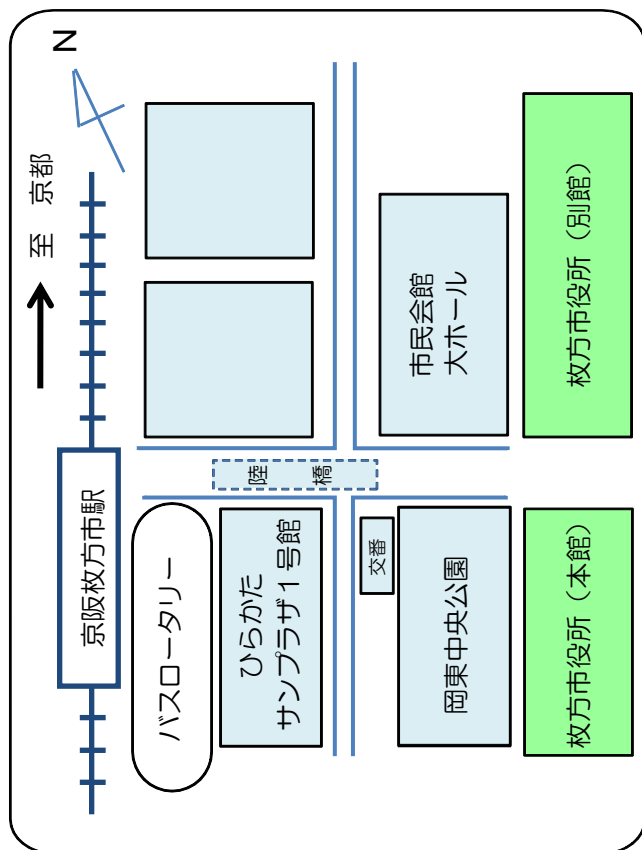 N
至 京都
京阪枚方市駅
バスロータリー
ひらかた
サンプラザ1号館
陸橋
交番
市民会館
大ホール
岡東中央公園
枚方市役所(別館)
枚方市役所(本館)